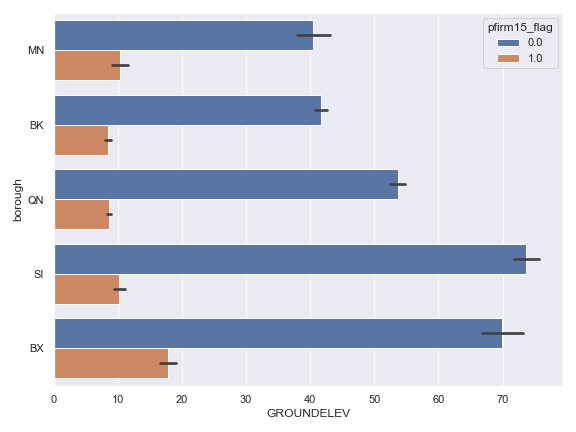 pfirm15_flag
0.0
1.0
MN
BK
QN
SI
BX
borough
0 10 20 30 40 50 60 70
GROUNDELEV